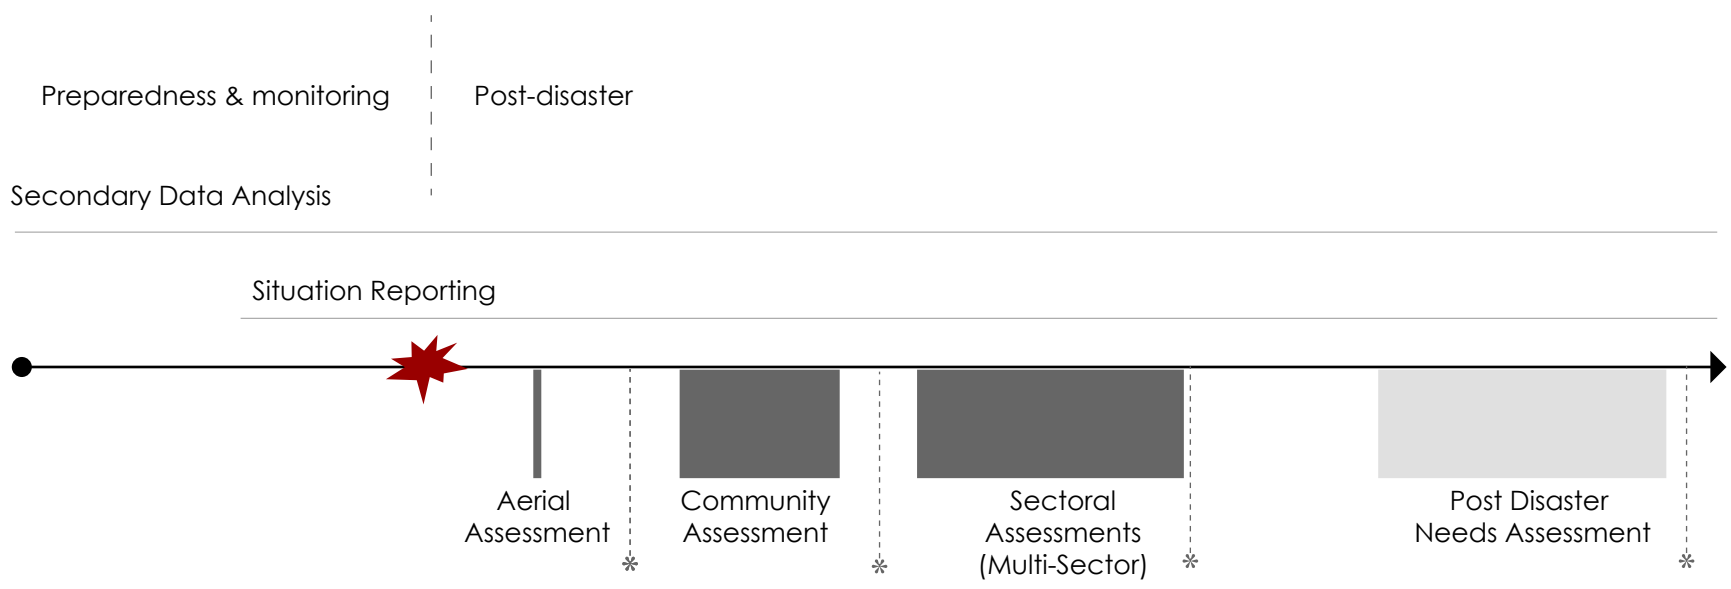 Preparedness & monitoring
Post-disaster
Secondary Data Analysis
Situation Reporting
Aerial
Assessment
*
Community
Assessment
*
Sectoral
Assessments
(Multi-Sector)
*
Post Disaster
Needs Assessment
*